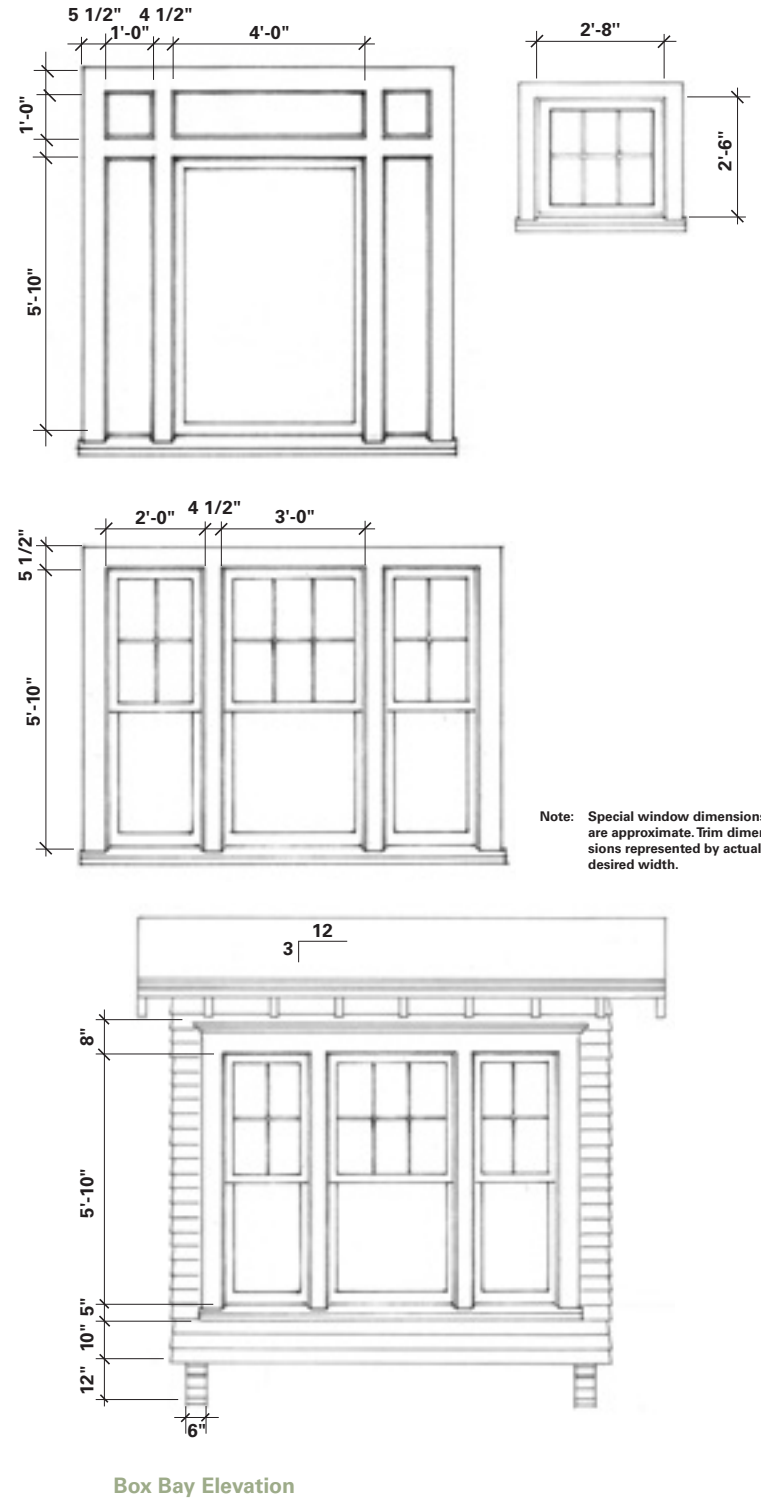 5 1/2" 4 1/2"
1'-0" 4'-0"
1'-0"
5'-10"
2'-8"
2'-6"
2'-0" 4 1/2" 3'-0"
5 1/2"
5'-10"
Note: Special window dimensions
are approximate. Trim dimen
sions represented by actual
desired width.
12
3
8"
5'-10"
5"
10"
12"
6"
Box Bay Elevation